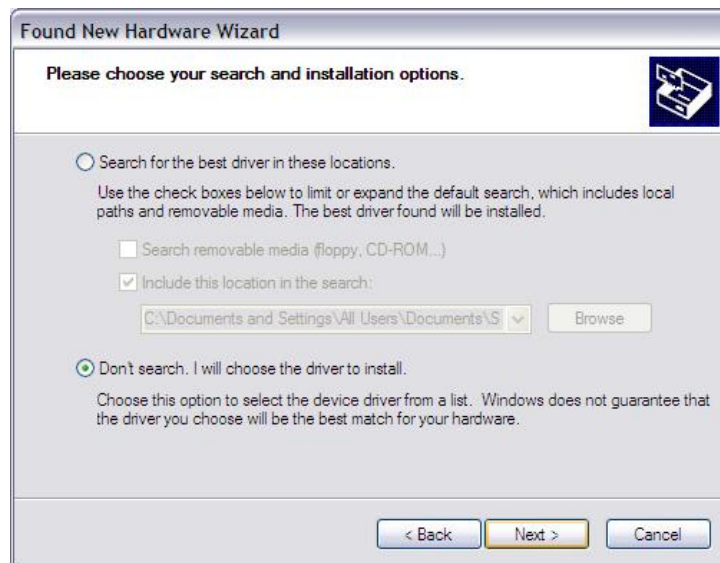 Found New Hardware Wizard
Please choose your search and installation options.
Search for the best driver in these locations.
Use the check boxes below to limit or expand the default search, which includes local
paths and removable media. The best driver found will be installed.
Search removable media (floppy, CD-ROM...)
Include this location in the search:
C:\Documents and Settings\All Users\Documents\S
Browse
Don't search. I will choose the driver to install.
Choose this option to select the device driver from a list. Windows does not guarantee that
the driver you choose will be the best match for your hardware.
< Back
Next >
Cancel